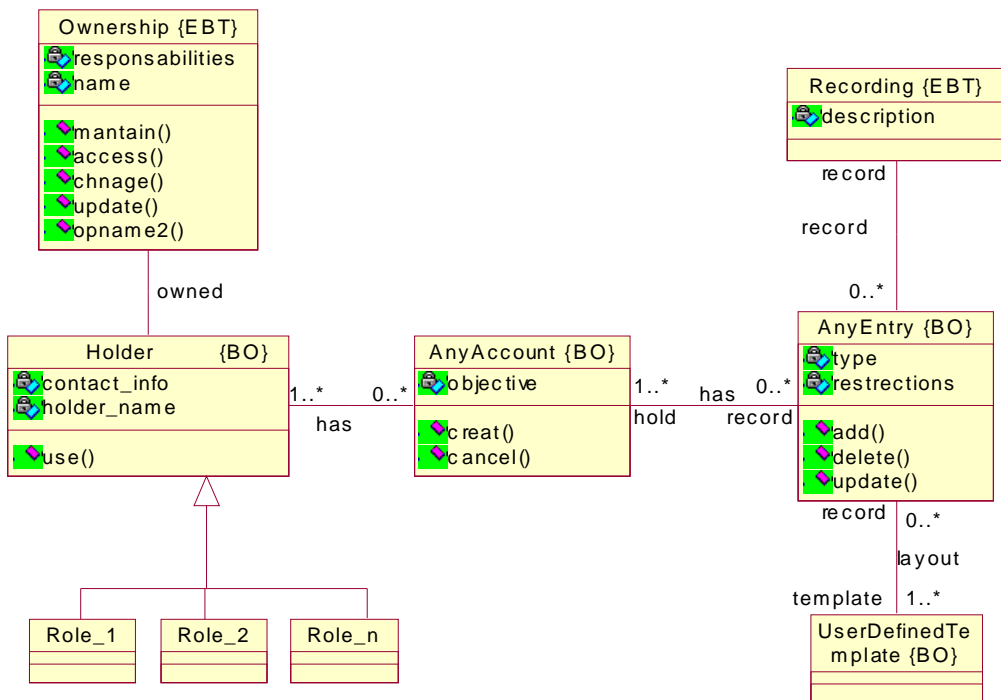 Ownership {EBT}
responsabilities
name
mantain()
access()
chnage()
update()
opname2()
owned
Recording {EBT}
description
record
record
0..*
Holder {BO}
contact_info
holder_name
use()
1..*
0..*
has
AnyAccount {BO}
objective
creat()
cancel()
1..*
has
0..*
hold
record
AnyEntry {BO}
type
restrections
add()
delete()
update()
record
0..*
layout
template
1..*
UserDefinedTe
mplate {BO}
Role_1
Role_2
Role_n